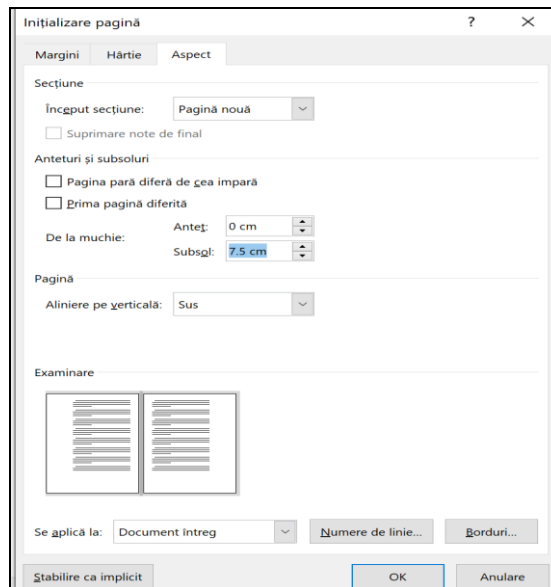 Inițializare pagină ? ×
Margini Hârtie Aspect
Secțiune
Început secțiune: Pagină nouă
Suprimare note de final
Anteturi și subsoluri
Pagina pară diferă de cea impară
Prima pagină diferită
De la muchie:
Antet: 0 cm
Subsol: 7.5 cm
Pagină
Aliniere pe verticală: Sus
Examinare
Se aplică la: Document întreg Numere de linie... Borduri...
Stabilire ca implicit OK Anulare